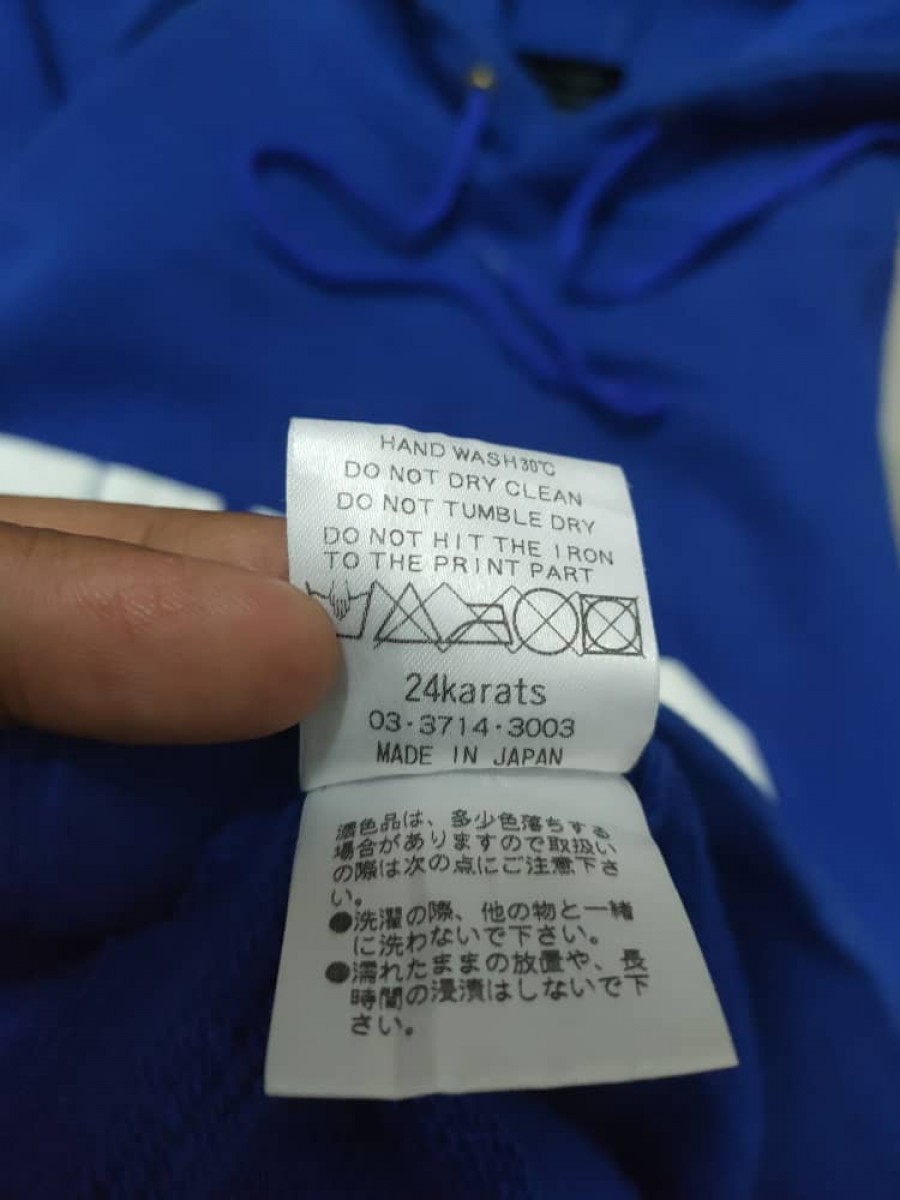 HAND WASH 30℃
DO NOT DRY CLEAN
DO NOT TUMBLE DRY
DO NOT HIT THE IRON
TO THE PRINT PART
24karats
03・3714・3003
MADE IN JAPAN
濃色品は、多少色落ちする
場合がありますので取扱い
の際は次の点にご注意下さ
い。
●洗濯の際、他の物と一緒
に洗わないで下さい。
●濡れたままの放置や、長
時間の浸漬はしないで下
さい。